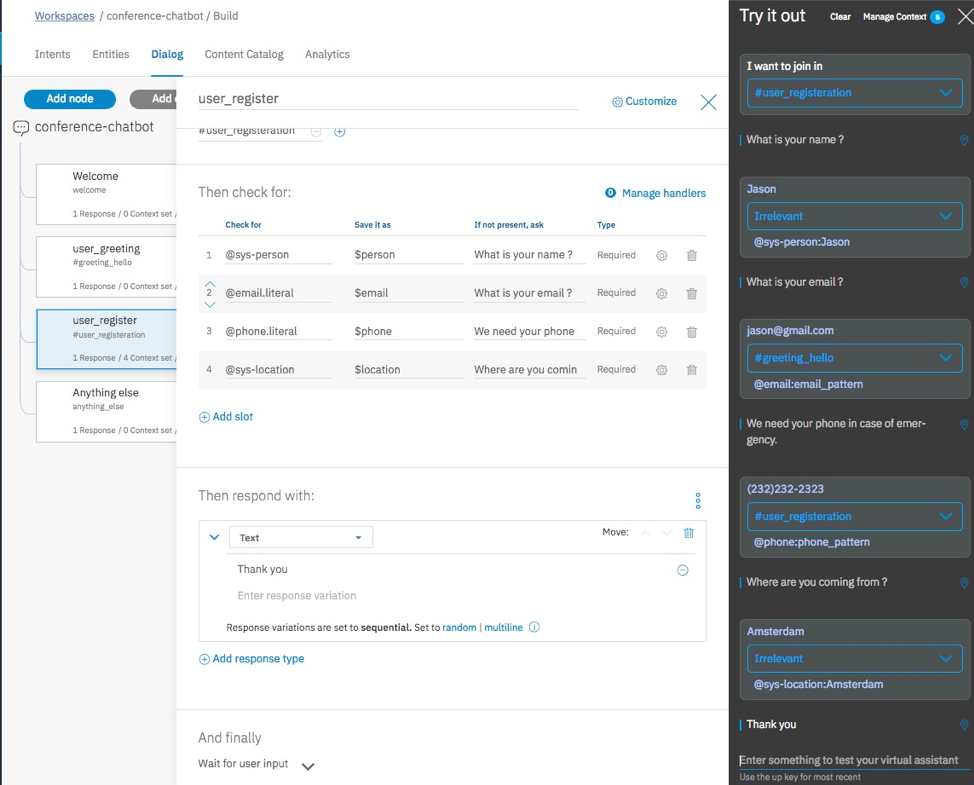 Workspaces / conference-chatbot / Build
Intents Entities Dialog Content Catalog Analytics
Add node Add
conference-chatbot
Welcome
welcome
1 Response / 0 Context set /
user_greeting
#greeting_hello
1 Response / 0 Context set /
user_register
#user_registeration
1 Response / 4 Context set /
Anything else
anything_else
1 Response / 0 Context set /
user_register
Customize
#user_registeration
Then check for:
0 Manage handlers
Check for Save it as If not present, ask Type
1 @sys-person $person What is your name ? Required
2 @email.literal $email What is your email ? Required
3 @phone.literal $phone We need your phone Required
4 @sys-location $location Where are you comin Required
Add slot
Then respond with:
Text
Move:
Thank you
Enter response variation
Response variations are set to sequential. Set to random | multiline
Add response type
And finally
Wait for user input
Try it out Clear Manage Context 5
I want to join in
#user_registeration
What is your name ?
Jason
Irrelevant
@sys-person:Jason
What is your email ?
jason@gmail.com
#greeting_hello
@email:email_pattern
We need your phone in case of emer-
gency.
(232)232-2323
#user_registeration
@phone:phone_pattern
Where are you coming from ?
Amsterdam
Irrelevant
@sys-location:Amsterdam
Thank you
Enter something to test your virtual assistant
Use the up key for most recent